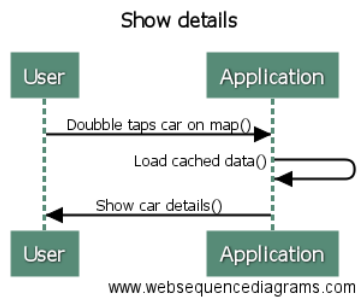 Show details
User Application
Doubble taps car on map()
Load cached data()
Show car details()
User Application
www.websequencediagrams.com